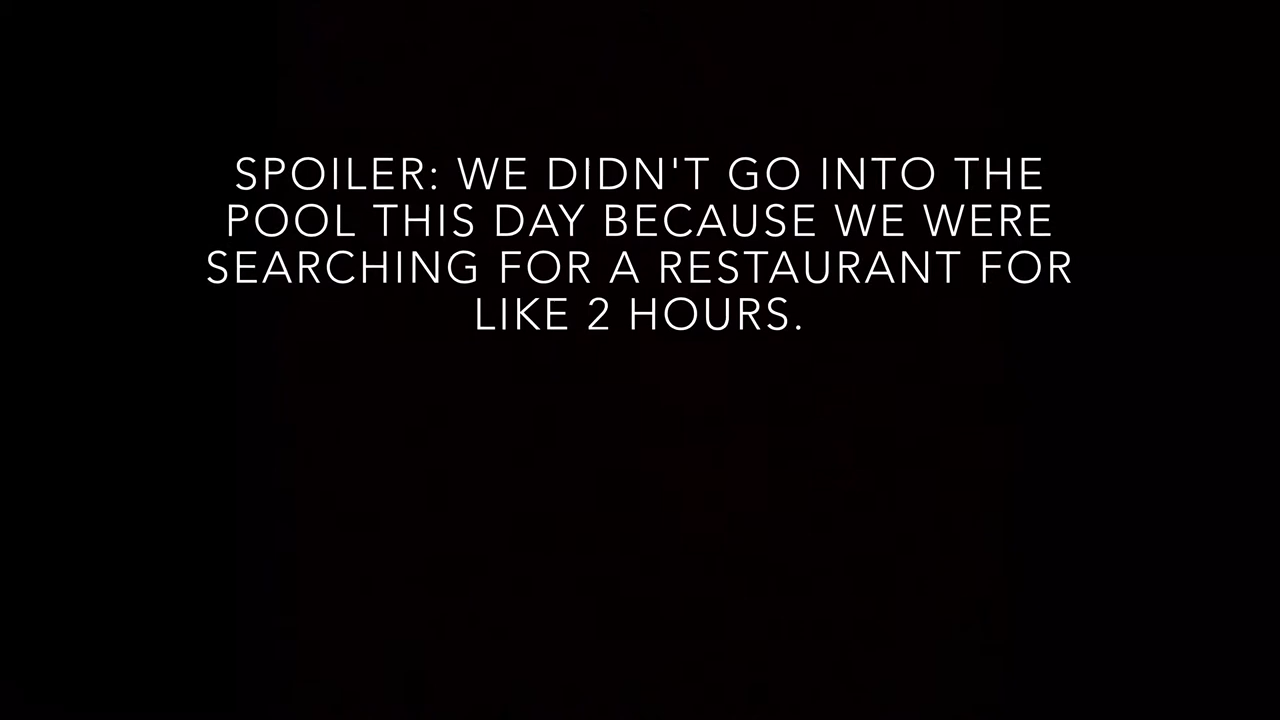 SPOILER: WE DIDN'T GO INTO THE
POOL THIS DAY BECAUSE WE WERE
SEARCHING FOR A RESTAURANT FOR
LIKE 2 HOURS.